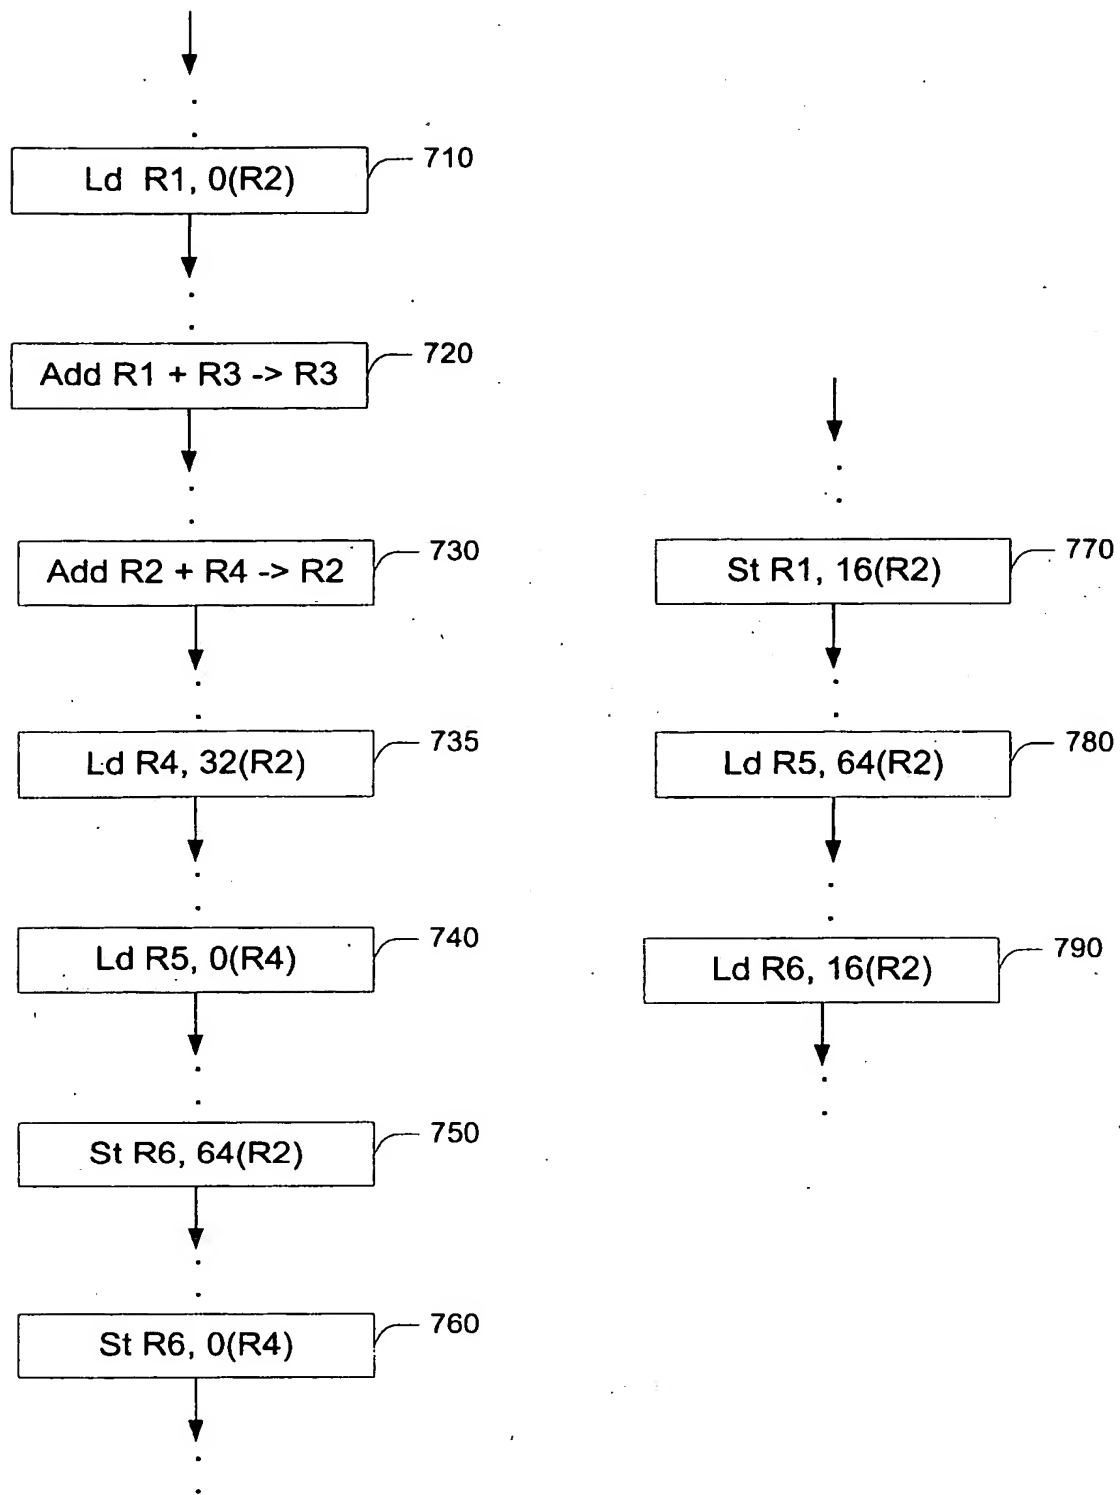 Ld R1, 0(R2)
710
Add R1 + R3 -> R3
720
Add R2 + R4 -> R2
730
Ld R4, 32(R2)
735
Ld R5, 0(R4)
740
St R6, 64(R2)
750
St R6, 0(R4)
760
St R1, 16(R2)
770
Ld R5, 64(R2)
780
Ld R6, 16(R2)
790